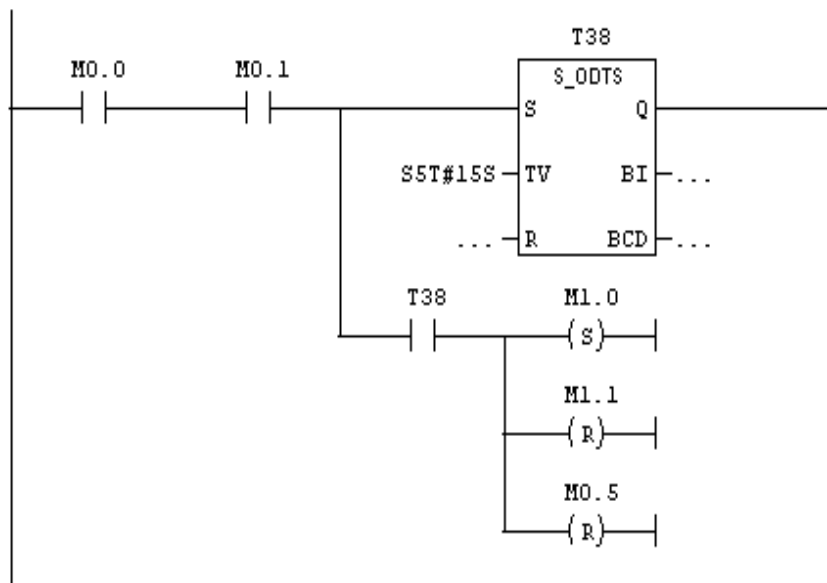 T38
M0.0 M0.1 S_ODTS
S Q
S5T#15S TV BI ...
... R BCD ...
T38 M1.0
S
M1.1
R
M0.5
R